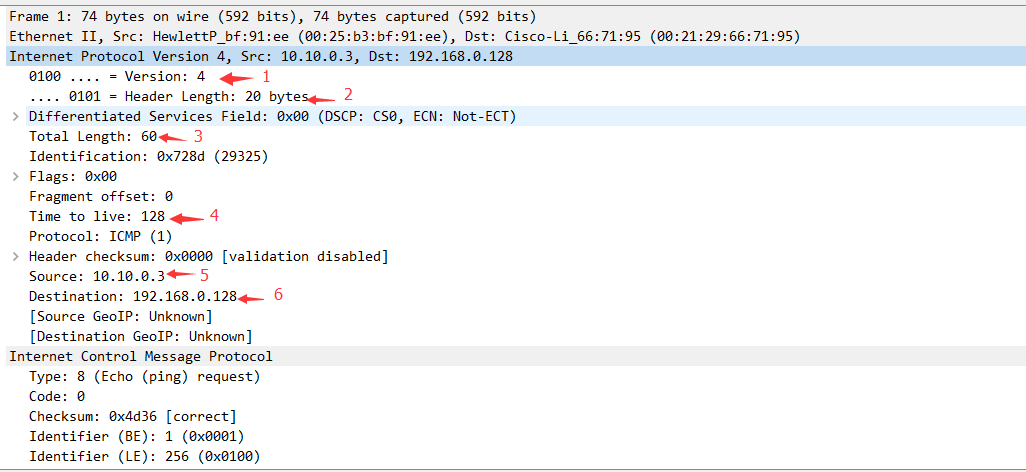 Frame 1: 74 bytes on wire (592 bits), 74 bytes captured (592 bits)
Ethernet II, Src: HewlettP_bf:91:ee (00:25:b3:bf:91:ee), Dst: Cisco-Li_66:71:95 (00:21:29:66:71:95)
Internet Protocol Version 4, Src: 10.10.0.3, Dst: 192.168.0.128
0100 .... = Version: 4 1
.... 0101 = Header Length: 20 bytes 2
Differentiated Services Field: 0x00 (DSCP: CS0, ECN: Not-ECT)
Total Length: 60 3
Identification: 0x728d (29325)
Flags: 0x00
Fragment offset: 0
Time to live: 128 4
Protocol: ICMP (1)
Header checksum: 0x0000 [validation disabled]
Source: 10.10.0.3 5
Destination: 192.168.0.128 6
[Source GeoIP: Unknown]
[Destination GeoIP: Unknown]
Internet Control Message Protocol
Type: 8 (Echo (ping) request)
Code: 0
Checksum: 0x4d36 [correct]
Identifier (BE): 1 (0x0001)
Identifier (LE): 256 (0x0100)